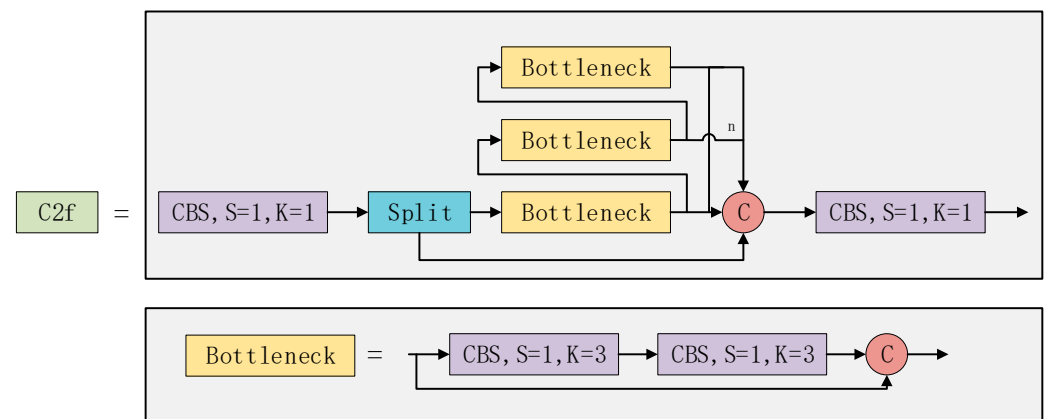 Bottleneck
n
Bottleneck
C2f = CBS,S=1,K=1 Split Bottleneck C CBS,S=1,K=1
Bottleneck = CBS,S=1,K=3 CBS,S=1,K=3 C